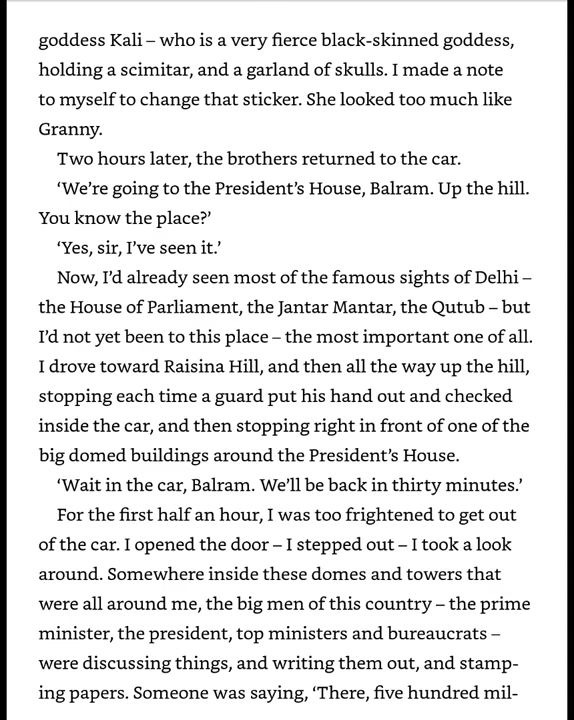 goddess Kali – who is a very fierce black-skinned goddess,
holding a scimitar, and a garland of skulls. I made a note
to myself to change that sticker. She looked too much like
Granny.
Two hours later, the brothers returned to the car.
‘We’re going to the President’s House, Balram. Up the hill.
You know the place?’
‘Yes, sir, I’ve seen it.’
Now, I’d already seen most of the famous sights of Delhi –
the House of Parliament, the Jantar Mantar, the Qutub – but
I’d not yet been to this place – the most important one of all.
I drove toward Raisina Hill, and then all the way up the hill,
stopping each time a guard put his hand out and checked
inside the car, and then stopping right in front of one of the
big domed buildings around the President’s House.
‘Wait in the car, Balram. We’ll be back in thirty minutes.’
For the first half an hour, I was too frightened to get out
of the car. I opened the door – I stepped out – I took a look
around. Somewhere inside these domes and towers that
were all around me, the big men of this country – the prime
minister, the president, top ministers and bureaucrats –
were discussing things, and writing them out, and stamp-
ing papers. Someone was saying, ‘There, five hundred mil-